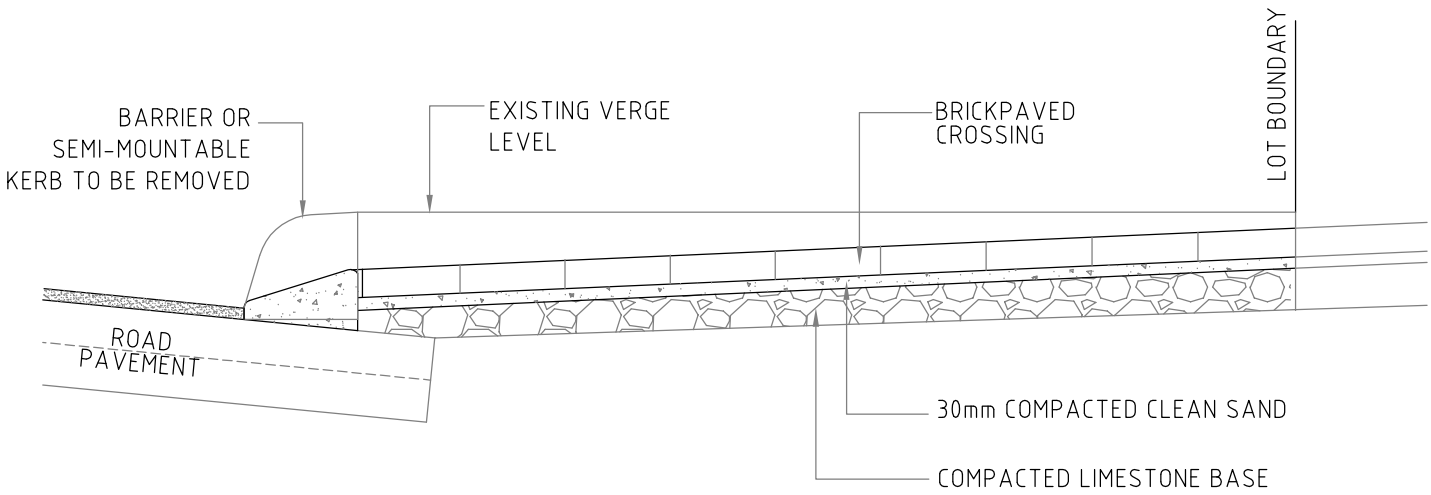 BARRIER OR
SEMI-MOUNTABLE
KERB TO BE REMOVED
EXISTING VERGE
LEVEL
BRICKPAVED
CROSSING
LOT BOUNDARY
ROAD
PAVEMENT
30mm COMPACTED CLEAN SAND
COMPACTED LIMESTONE BASE